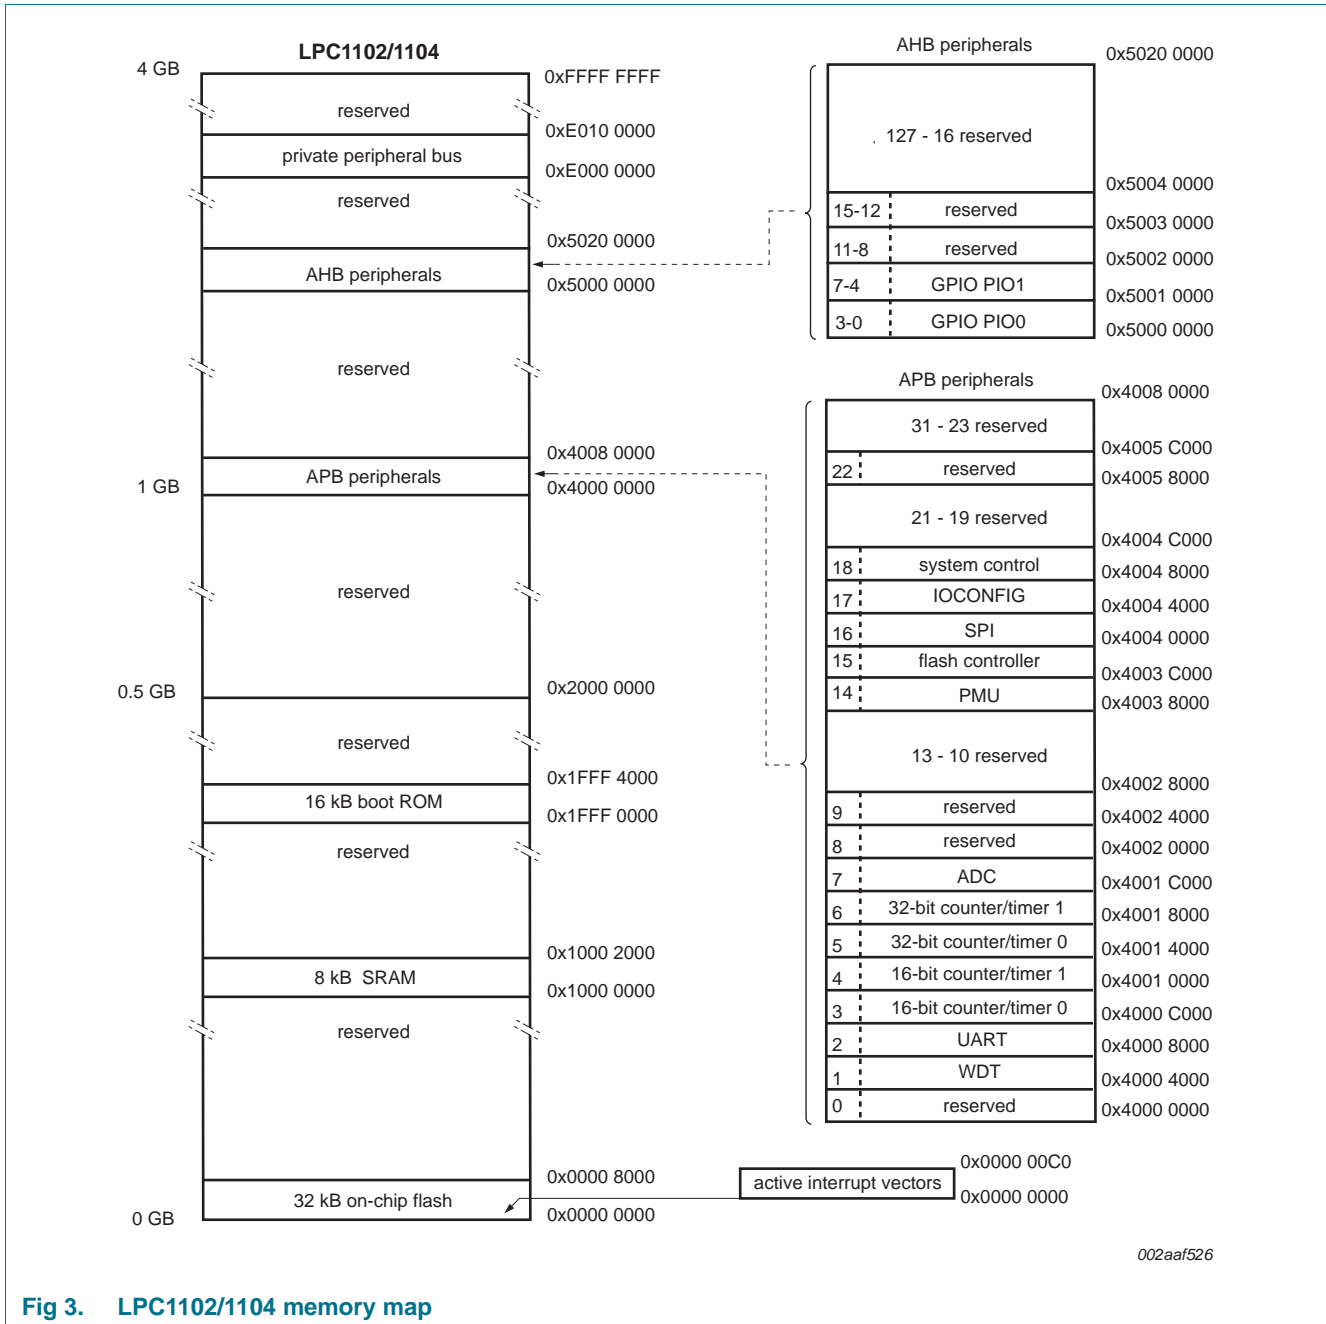 LPC1102/1104
4 GB
0xFFFF FFFF
reserved
0xE010 0000
private peripheral bus
0xE000 0000
reserved
0x5020 0000
AHB peripherals
0x5000 0000
reserved
0x4008 0000
APB peripherals
1 GB
0x4000 0000
reserved
0.5 GB
0x2000 0000
reserved
0x1FFF 4000
16 kB boot ROM
0x1FFF 0000
reserved
0x1000 2000
8 kB SRAM
0x1000 0000
reserved
0x0000 8000
32 kB on-chip flash
0 GB
0x0000 0000
AHB peripherals
0x5020 0000
127 - 16 reserved
0x5004 0000
15-12 reserved
0x5003 0000
11-8 reserved
0x5002 0000
7-4 GPIO PIO1
0x5001 0000
3-0 GPIO PIO0
0x5000 0000
APB peripherals
0x4008 0000
31 - 23 reserved
0x4005 C000
22 reserved
0x4005 8000
21 - 19 reserved
0x4004 C000
18 system control
0x4004 8000
17 IOCONFIG
0x4004 4000
16 SPI
0x4004 0000
15 flash controller
0x4003 C000
14 PMU
0x4003 8000
13 - 10 reserved
0x4002 8000
9 reserved
0x4002 4000
8 reserved
0x4002 0000
7 ADC
0x4001 C000
6 32-bit counter/timer 1
0x4001 8000
5 32-bit counter/timer 0
0x4001 4000
4 16-bit counter/timer 1
0x4001 0000
3 16-bit counter/timer 0
0x4000 C000
2 UART
0x4000 8000
1 WDT
0x4000 4000
0 reserved
0x4000 0000
0x0000 00C0
active interrupt vectors
0x0000 0000
002aaf526
Fig 3. LPC1102/1104 memory map